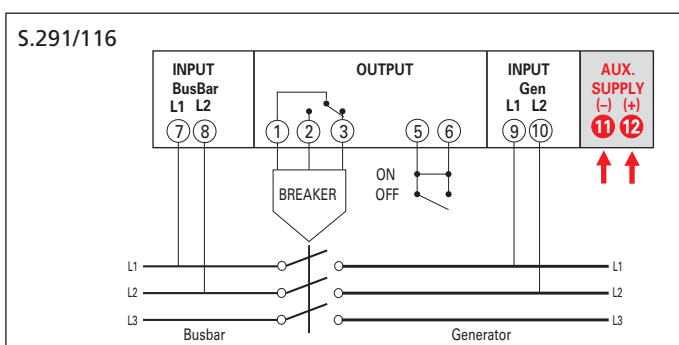 S.291/116
INPUT
BusBar
L1 L2
OUTPUT
INPUT
Gen
L1 L2
AUX.
SUPPLY
(–) (+)
7 8
1 2 3
5 6
9 10
11 12
ON
OFF
BREAKER
L1 L1
L2 L2
L3 L3
Busbar
Generator